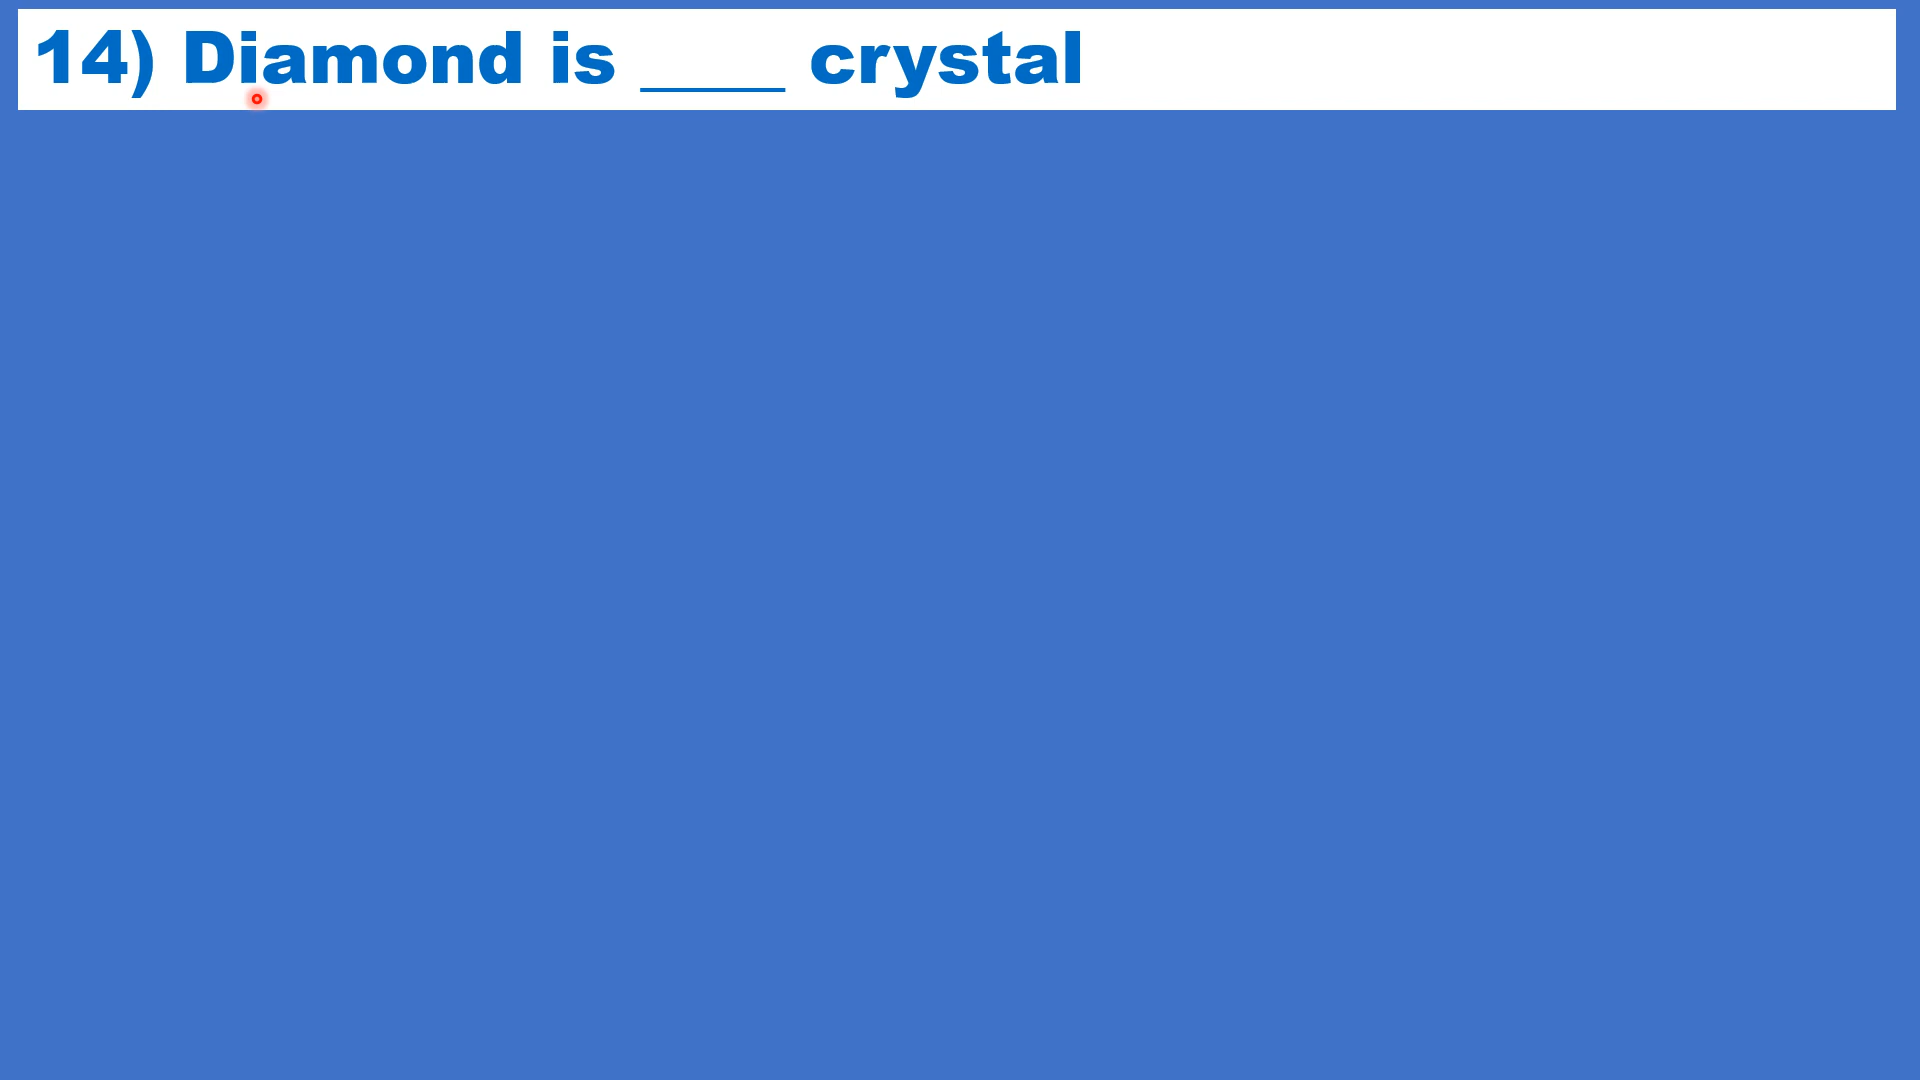 14) Diamond is ____ crystal